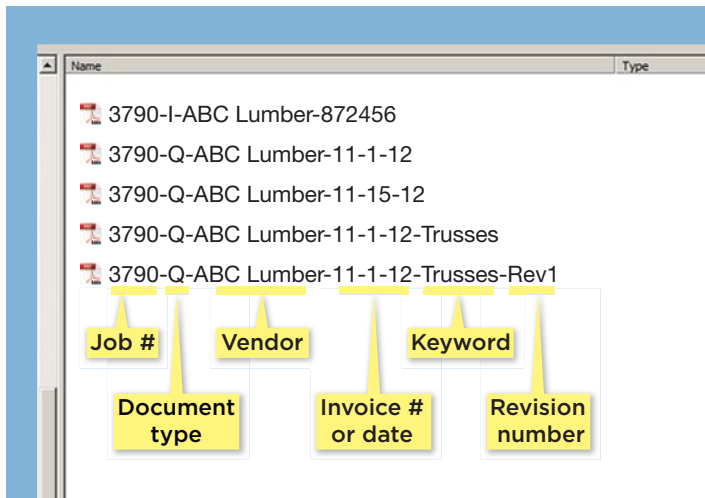 Name Type
3790-I-ABC Lumber-872456
3790-Q-ABC Lumber-11-1-12
3790-Q-ABC Lumber-11-15-12
3790-Q-ABC Lumber-11-1-12-Trusses
3790-Q-ABC Lumber-11-1-12-Trusses-Rev1
Job # Vendor Keyword
Document Invoice # Revision
type or date number